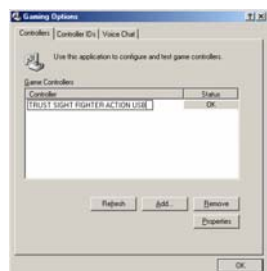 Gaming Options
Controllers Controller IDs Voice Chat
Use this application to configure and test game controllers.
Game Controllers
Controller Status
TRUST SIGHT FIGHTER ACTION USB OK
Refresh Add... Remove
Properties
OK